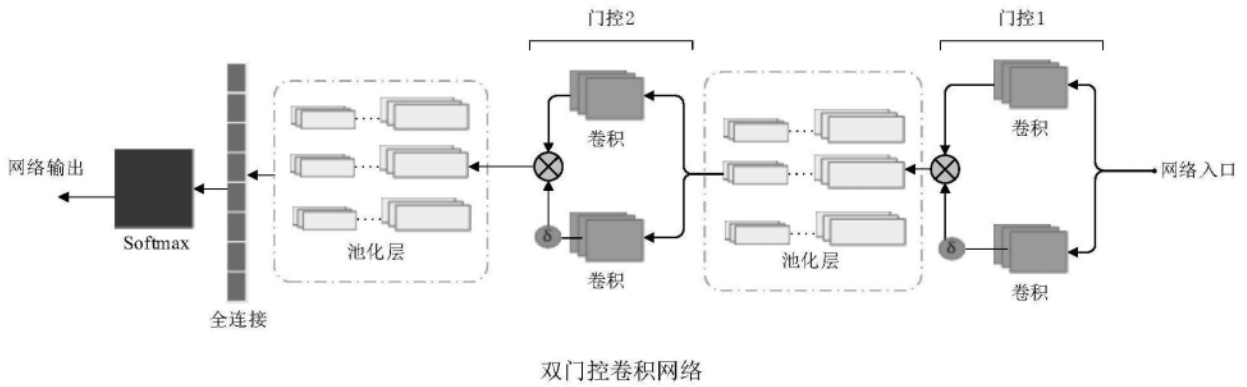 门控2
门控1
卷积
卷积
网络输出
网络入口
δ
δ
Softmax
池化层
池化层
卷积
卷积
全连接
双门控卷积网络